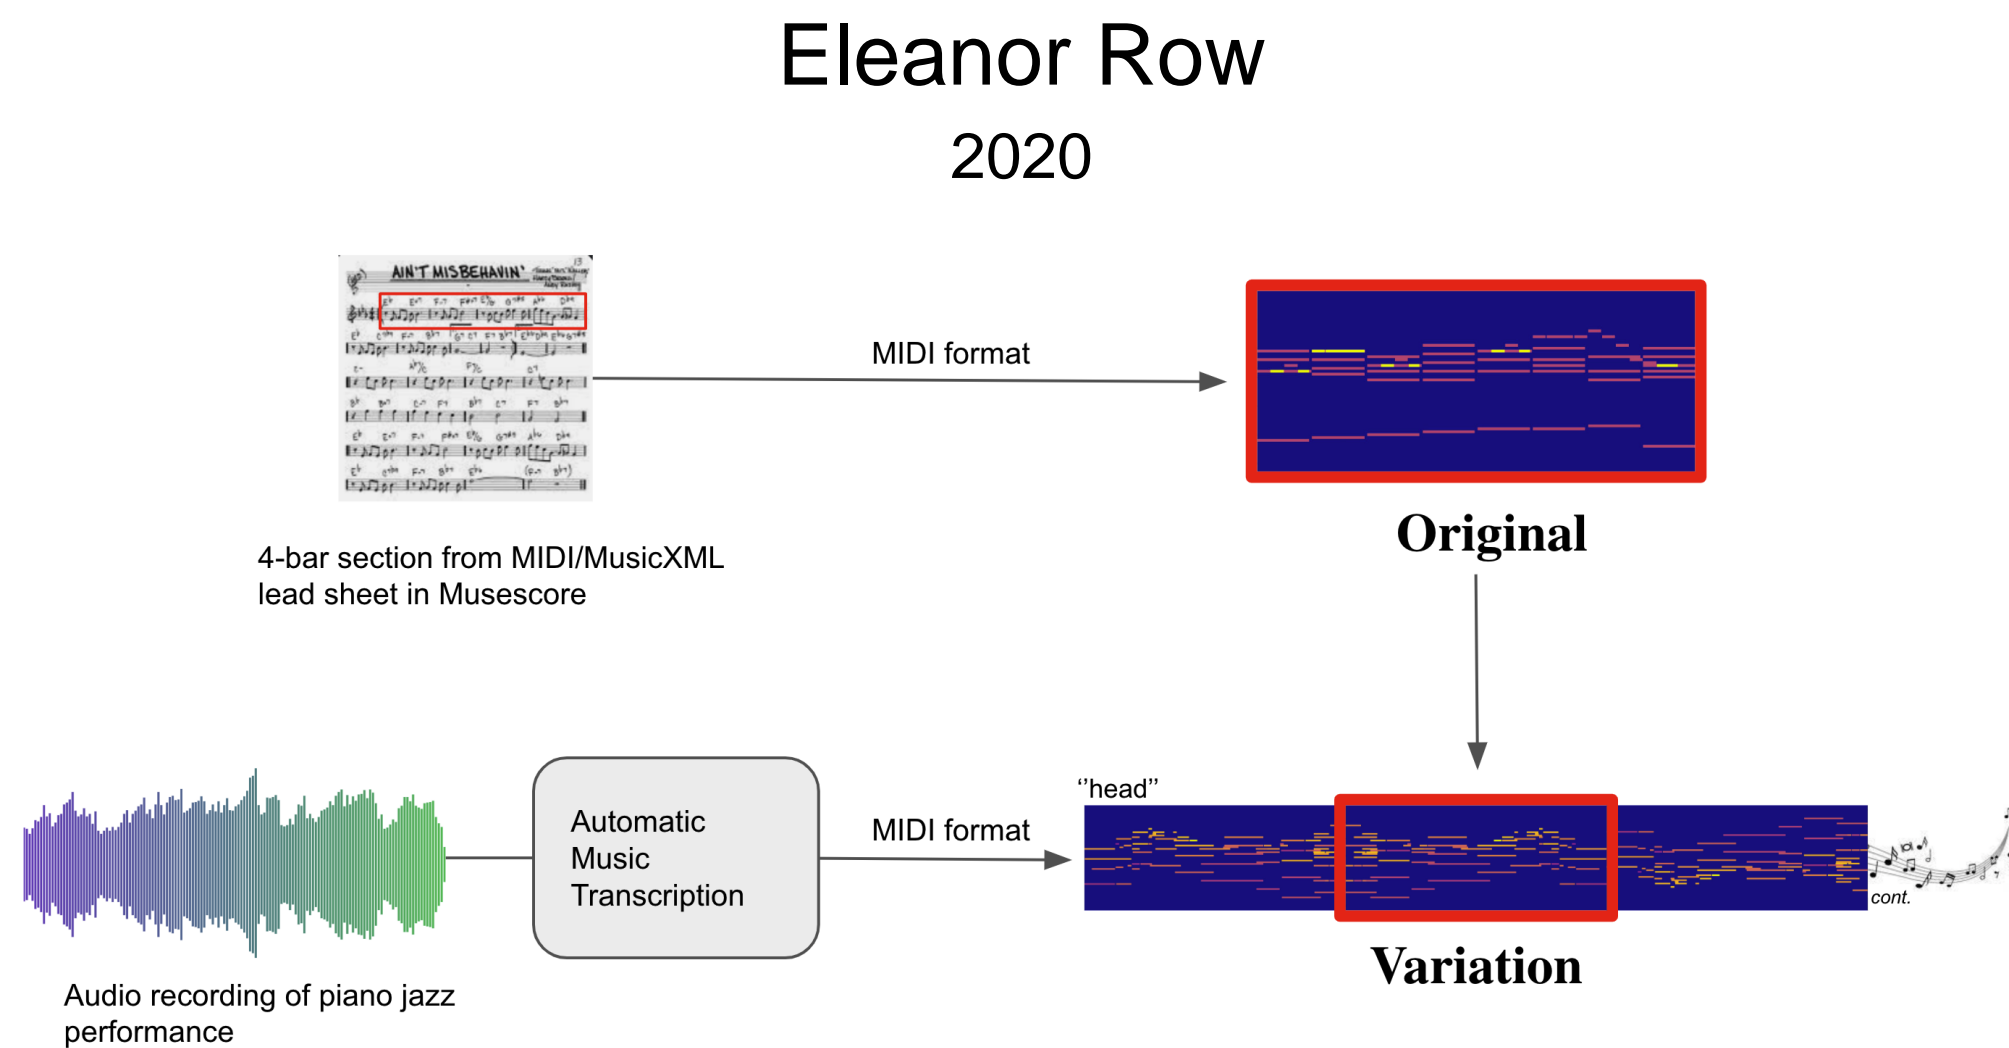 Eleanor Row
2020
AIN'T MISBEHAVIN'
13
MIDI format
Original
4-bar section from MIDI/MusicXML
lead sheet in Musescore
‘’head’’
Automatic
Music
Transcription
MIDI format
cont.
Variation
Audio recording of piano jazz
performance